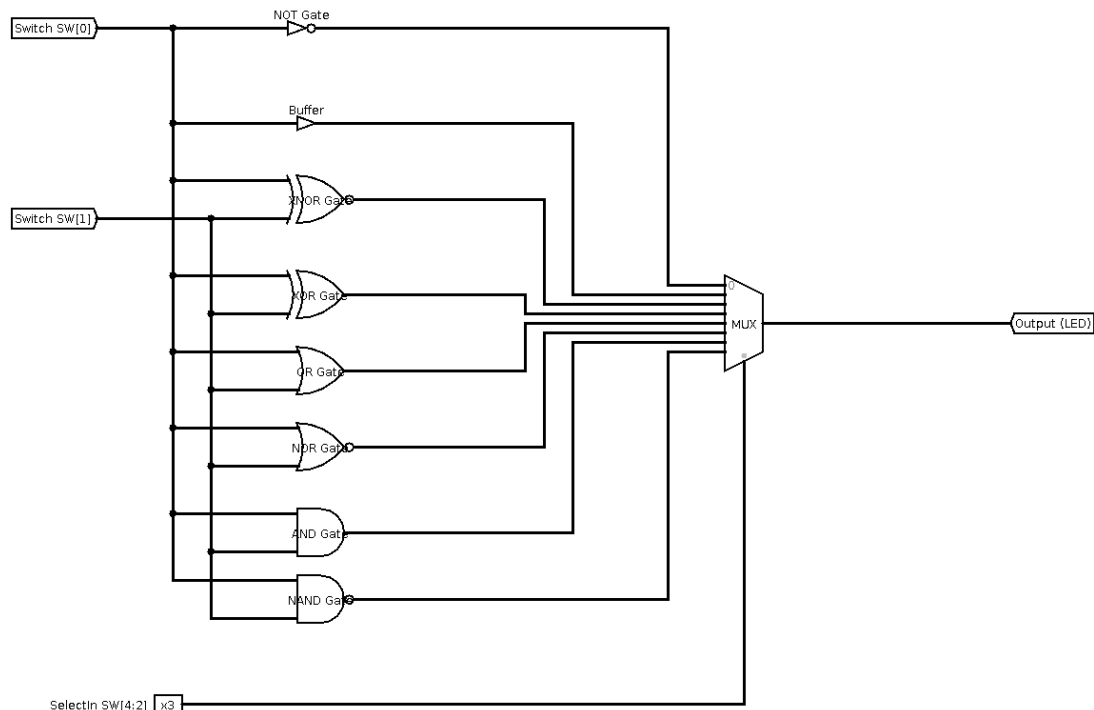 NOT Gate
Switch SW[0]
Buffer
XNOR Gate
Switch SW[1]
0
XOR Gate
MUX
Output (LED)
OR Gate
NOR Gate
AND Gate
NAND Gate
SelectIn SW[4:2] x3